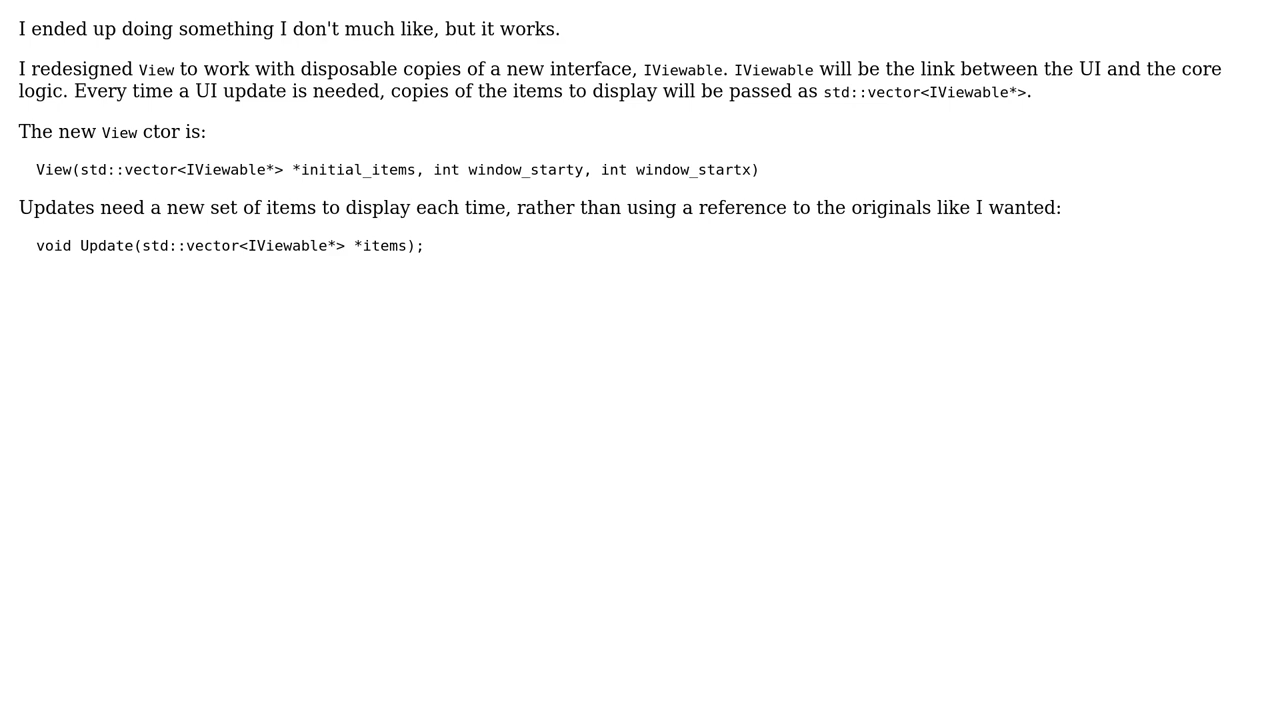 I ended up doing something I don't much like, but it works.
I redesigned View to work with disposable copies of a new interface, IViewable. IViewable will be the link between the UI and the core
logic. Every time a UI update is needed, copies of the items to display will be passed as std::vector<IViewable*>.
The new View ctor is:
View(std::vector<IViewable*> *initial_items, int window_starty, int window_startx)
Updates need a new set of items to display each time, rather than using a reference to the originals like I wanted:
void Update(std::vector<IViewable*> *items);